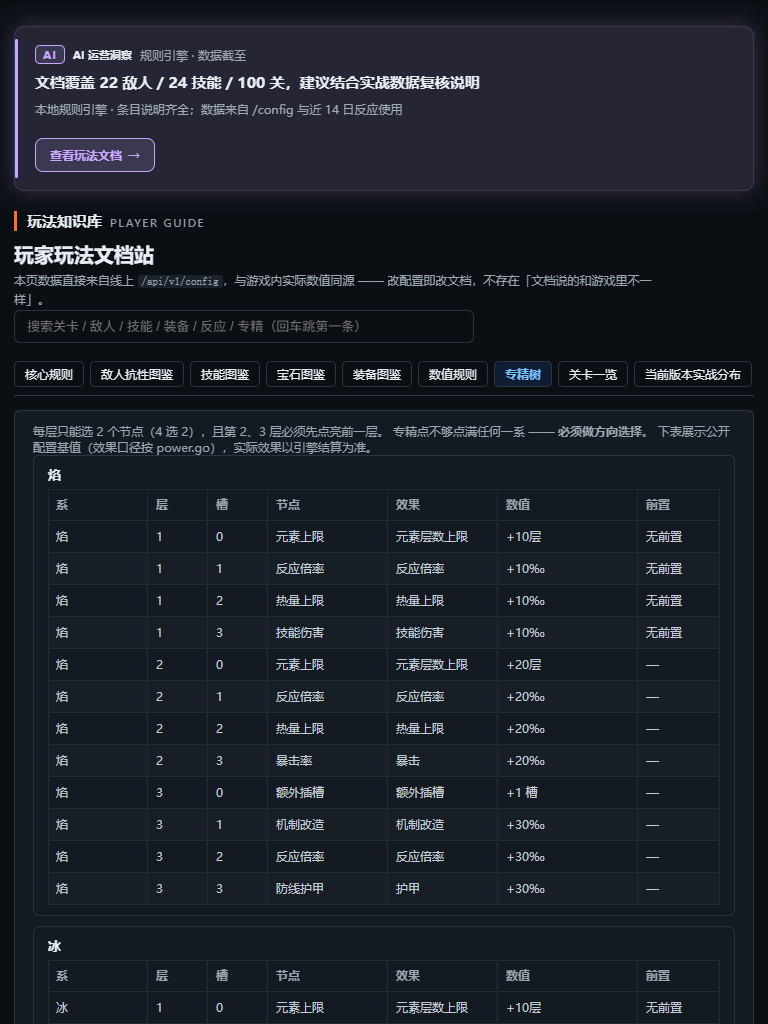 AI AI 运营洞察 规则引擎 · 数据截至
文档覆盖 22 敌人 / 24 技能 / 100 关，建议结合实战数据复核说明
本地规则引擎 · 条目说明齐全；数据来自 /config 与近 14 日反应使用
查看玩法文档 →
玩法知识库 PLAYER GUIDE
玩家玩法文档站
本页数据直接来自线上 /api/v1/config，与游戏内实际数值同源 —— 改配置即改文档，不存在「文档说的和游戏里不一
样」。
搜索关卡 / 敌人 / 技能 / 装备 / 反应 / 专精（回车跳第一条）
核心规则 敌人抗性图鉴 技能图鉴 宝石图鉴 装备图鉴 数值规则 专精树 关卡一览 当前版本实战分布
每层只能选 2 个节点（4 选 2），且第 2、3 层必须先点亮前一层。 专精点不够点满任何一系 —— 必须做方向选择。 下表展示公开
配置基值（效果口径按 power.go），实际效果以引擎结算为准。
焰
系 层 槽 节点 效果 数值 前置
焰 1 0 元素上限 元素层数上限 +10层 无前置
焰 1 1 反应倍率 反应倍率 +10‰ 无前置
焰 1 2 热量上限 热量上限 +10‰ 无前置
焰 1 3 技能伤害 技能伤害 +10‰ 无前置
焰 2 0 元素上限 元素层数上限 +20层 —
焰 2 1 反应倍率 反应倍率 +20‰ —
焰 2 2 热量上限 热量上限 +20‰ —
焰 2 3 暴击率 暴击 +20‰ —
焰 3 0 额外插槽 额外插槽 +1 槽 —
焰 3 1 机制改造 机制改造 +30‰ —
焰 3 2 反应倍率 反应倍率 +30‰ —
焰 3 3 防线护甲 护甲 +30‰ —
冰
系 层 槽 节点 效果 数值 前置
冰 1 0 元素上限 元素层数上限 +10层 无前置